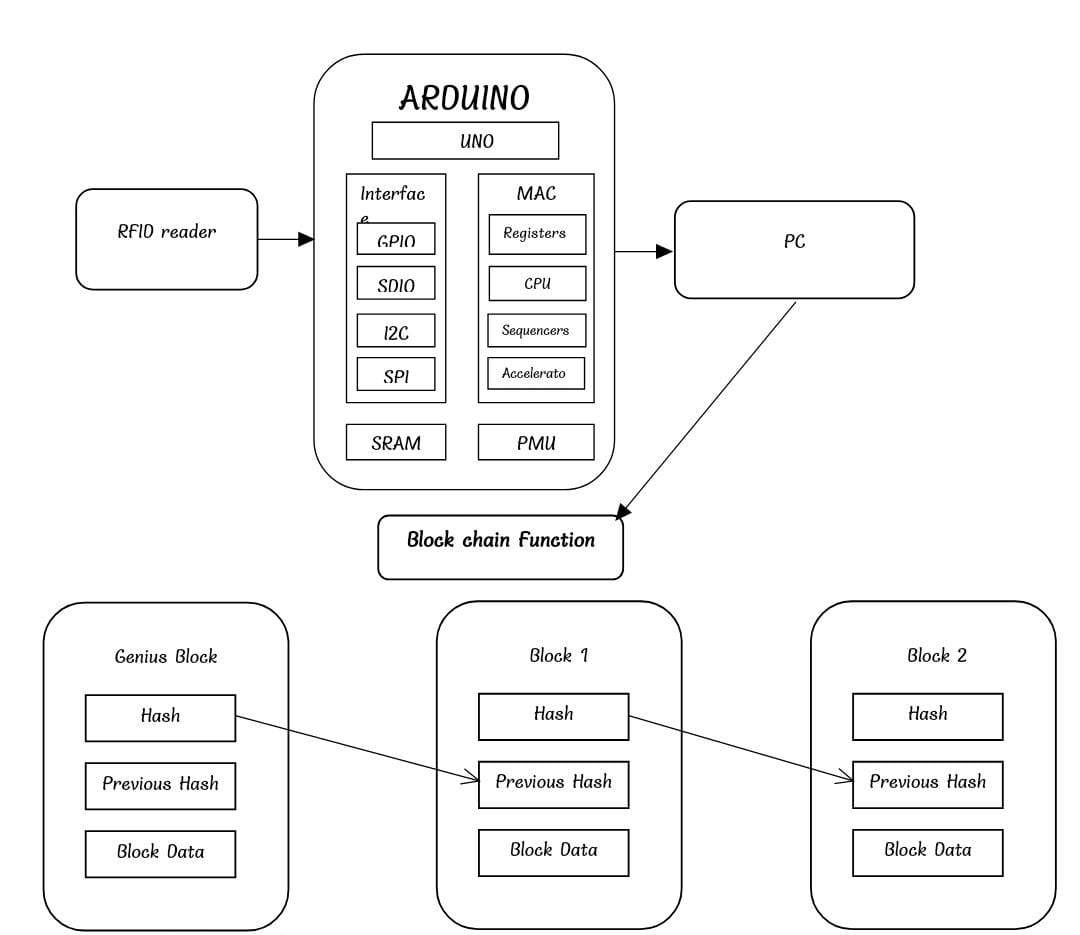 ARDUINO
UNO
RFID reader
Interfac
e
GPIO
SDIO
I2C
SPI
MAC
Registers
CPU
Sequencers
Accelerato
SRAM
PMU
PC
Block chain Function
Genius Block
Hash
Previous Hash
Block Data
Block 1
Hash
Previous Hash
Block Data
Block 2
Hash
Previous Hash
Block Data